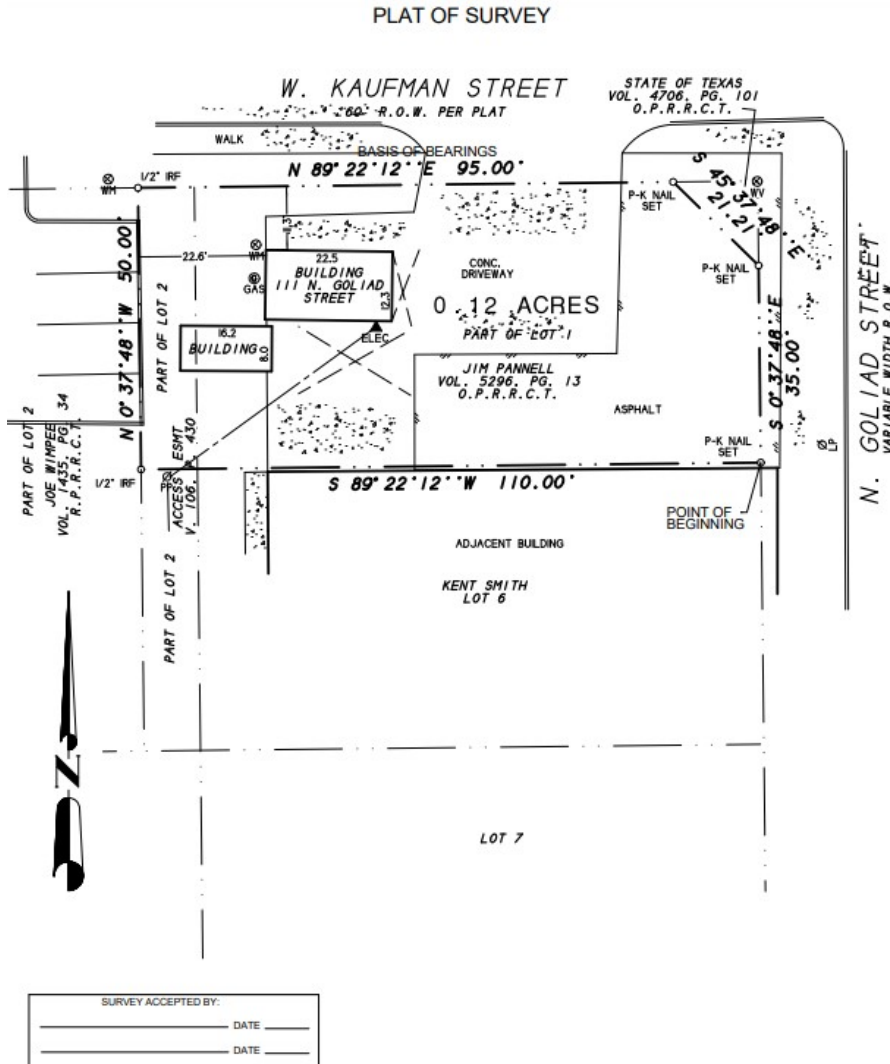 PLAT OF SURVEY
W. KAUFMAN STREET
60' R.O.W. PER PLAT
STATE OF TEXAS
VOL. 4706, PG. 101
O.P.R.R.C.T.
WALK
BASIS OF BEARINGS
N 89°22'12"E 95.00'
1/2" IRF
WM
P-K NAIL
SET
WV
S 45°37'48"E
21.21'
N 0°37'48"W 50.00'
PART OF LOT 2
22.6'
WM
GAS
11.3'
22.5
BUILDING
111 N. GOLIAD
STREET
12.3
CONC.
DRIVEWAY
P-K NAIL
SET
0.12 ACRES
PART OF LOT 1
ELEC
16.2
BUILDING
8.0
JIM PANNELL
VOL. 5296, PG. 13
O.P.R.R.C.T.
ASPHALT
S 0°37'48"E
35.00'
N. GOLIAD STREET
VARIABLE WIDTH R.O.W.
LP
PART OF LOT 2
JOE WIMPEE
VOL. 1435, PG. 34
R.P.R.R.C.T.
ACCESS ESMT
V. 106, 430
P-K NAIL
SET
1/2" IRF
PP
S 89°22'12"W 110.00'
POINT OF
BEGINNING
ADJACENT BUILDING
KENT SMITH
LOT 6
PART OF LOT 2
N
LOT 7
SURVEY ACCEPTED BY:
DATE
DATE